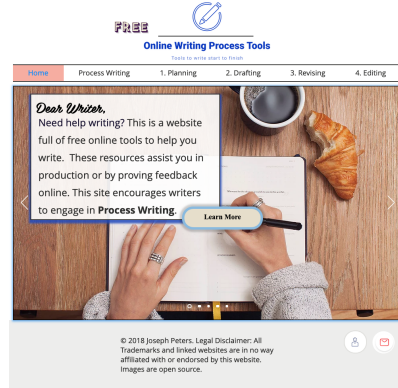 FREE
Online Writing Process Tools
Tools to write start to finish
Home Process Writing 1. Planning 2. Drafting 3. Revising 4. Editing
Dear Writer,
Need help writing? This is a website
full of free online tools to help you
write. These resources assist you in
production or by proving feedback
online. This site encourages writers
to engage in Process Writing.
Learn More
© 2018 Joseph Peters. Legal Disclaimer: All
Trademarks and linked websites are in no way
affiliated with or endorsed by this website.
Images are open source.